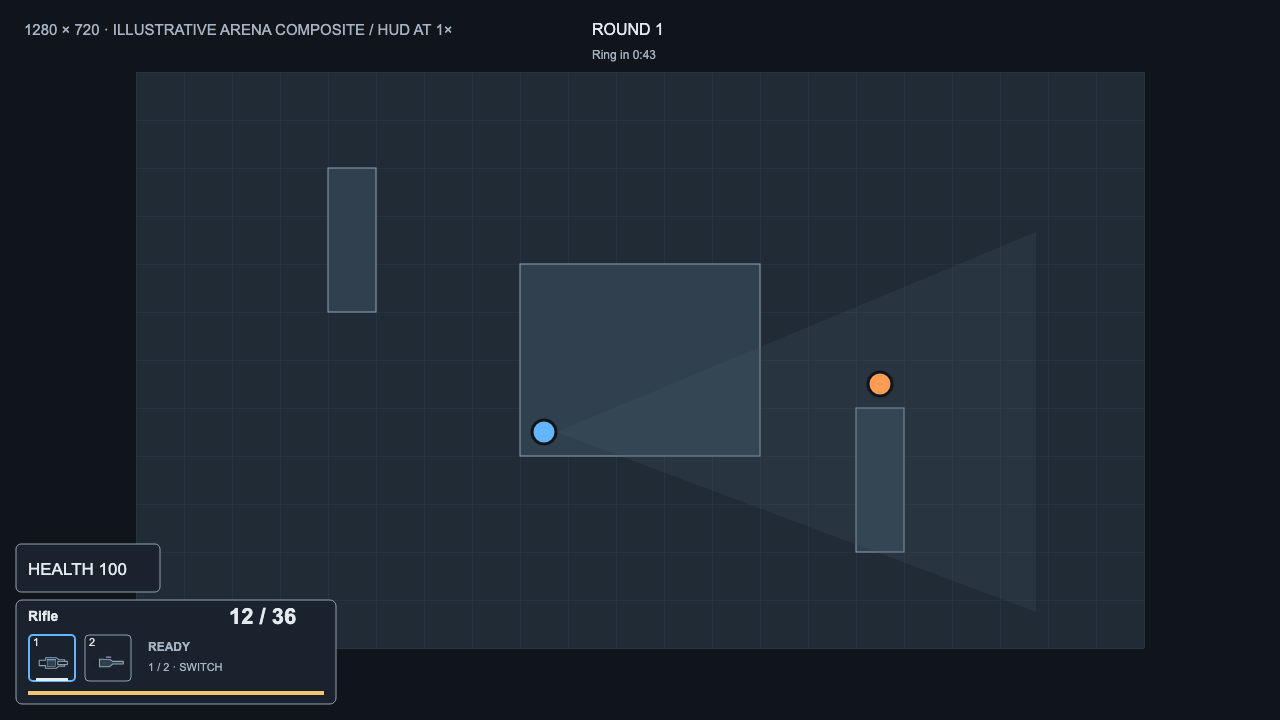 1280 × 720 · ILLUSTRATIVE ARENA COMPOSITE / HUD AT 1×
ROUND 1
Ring in 0:43
HEALTH 100
Rifle
12 / 36
1
2
READY
1 / 2 · SWITCH